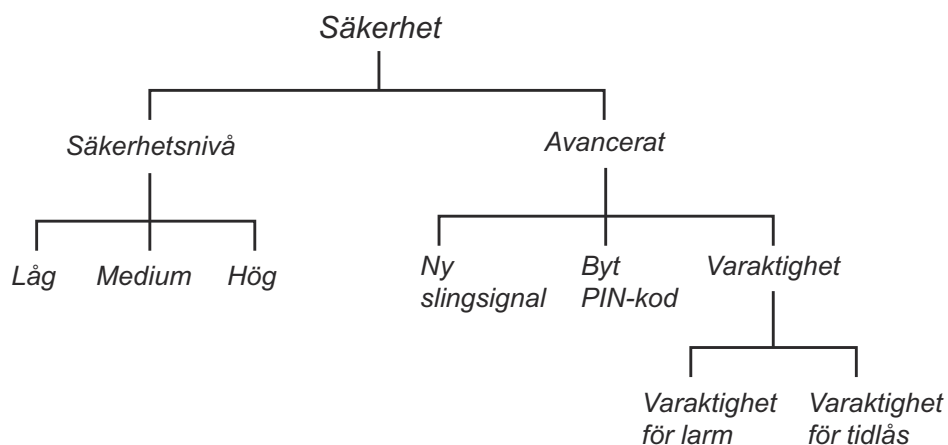 Säkerhet
Säkerhetsnivå
Avancerat
Låg
Medium
Hög
Ny
slingsignal
Byt
PIN-kod
Varaktighet
Varaktighet
för larm
Varaktighet
för tidlås